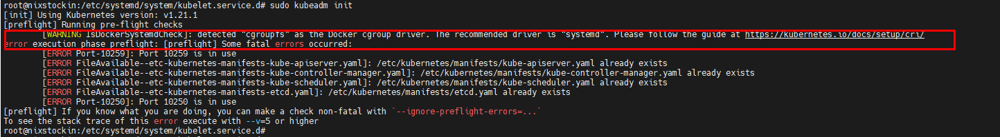 root@nixstockin:/etc/systemd/system/kubelet.service.d# sudo kubeadm init
[init] Using Kubernetes version: v1.21.1
[preflight] Running pre-flight checks
[WARNING IsDockerSystemdCheck]: detected "cgroupfs" as the Docker cgroup driver. The recommended driver is "systemd". Please follow the guide at https://kubernetes.io/docs/setup/cri/
error execution phase preflight: [preflight] Some fatal errors occurred:
[ERROR Port-10259]: Port 10259 is in use
[ERROR FileAvailable--etc-kubernetes-manifests-kube-apiserver.yaml]: /etc/kubernetes/manifests/kube-apiserver.yaml already exists
[ERROR FileAvailable--etc-kubernetes-manifests-kube-controller-manager.yaml]: /etc/kubernetes/manifests/kube-controller-manager.yaml already exists
[ERROR FileAvailable--etc-kubernetes-manifests-kube-scheduler.yaml]: /etc/kubernetes/manifests/kube-scheduler.yaml already exists
[ERROR FileAvailable--etc-kubernetes-manifests-etcd.yaml]: /etc/kubernetes/manifests/etcd.yaml already exists
[ERROR Port-10250]: Port 10250 is in use
[preflight] If you know what you are doing, you can make a check non-fatal with `--ignore-preflight-errors=...`
To see the stack trace of this error execute with --v=5 or higher
root@nixstockin:/etc/systemd/system/kubelet.service.d#